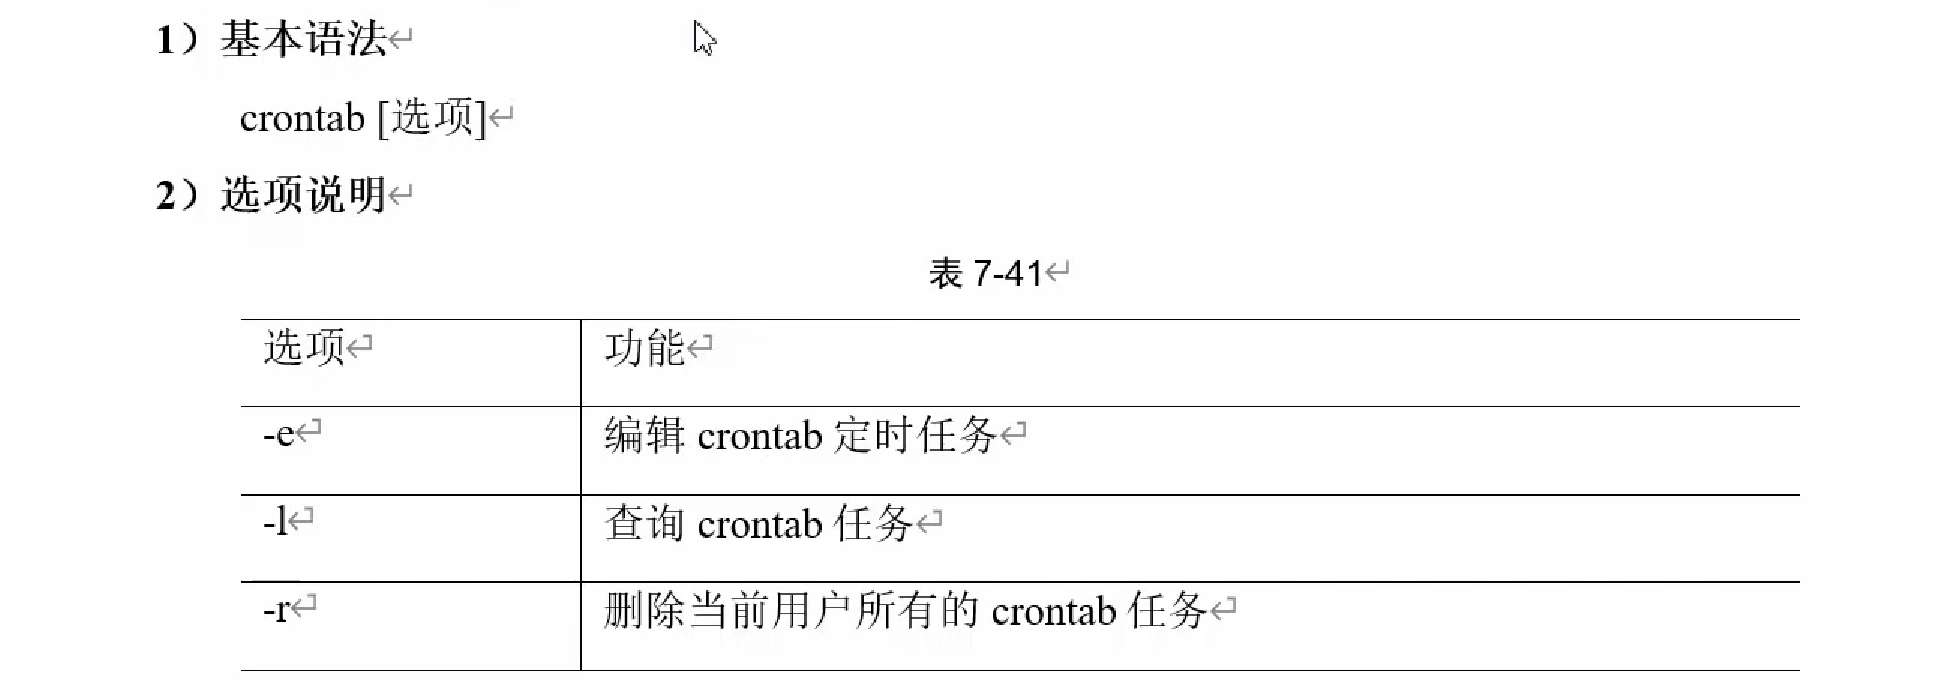 1）基本语法↵
crontab [选项]↵
2）选项说明↵
表 7-41↵
选项↵ 功能↵
-e↵ 编辑 crontab 定时任务↵
-l↵ 查询 crontab 任务↵
-r↵ 删除当前用户所有的 crontab 任务↵